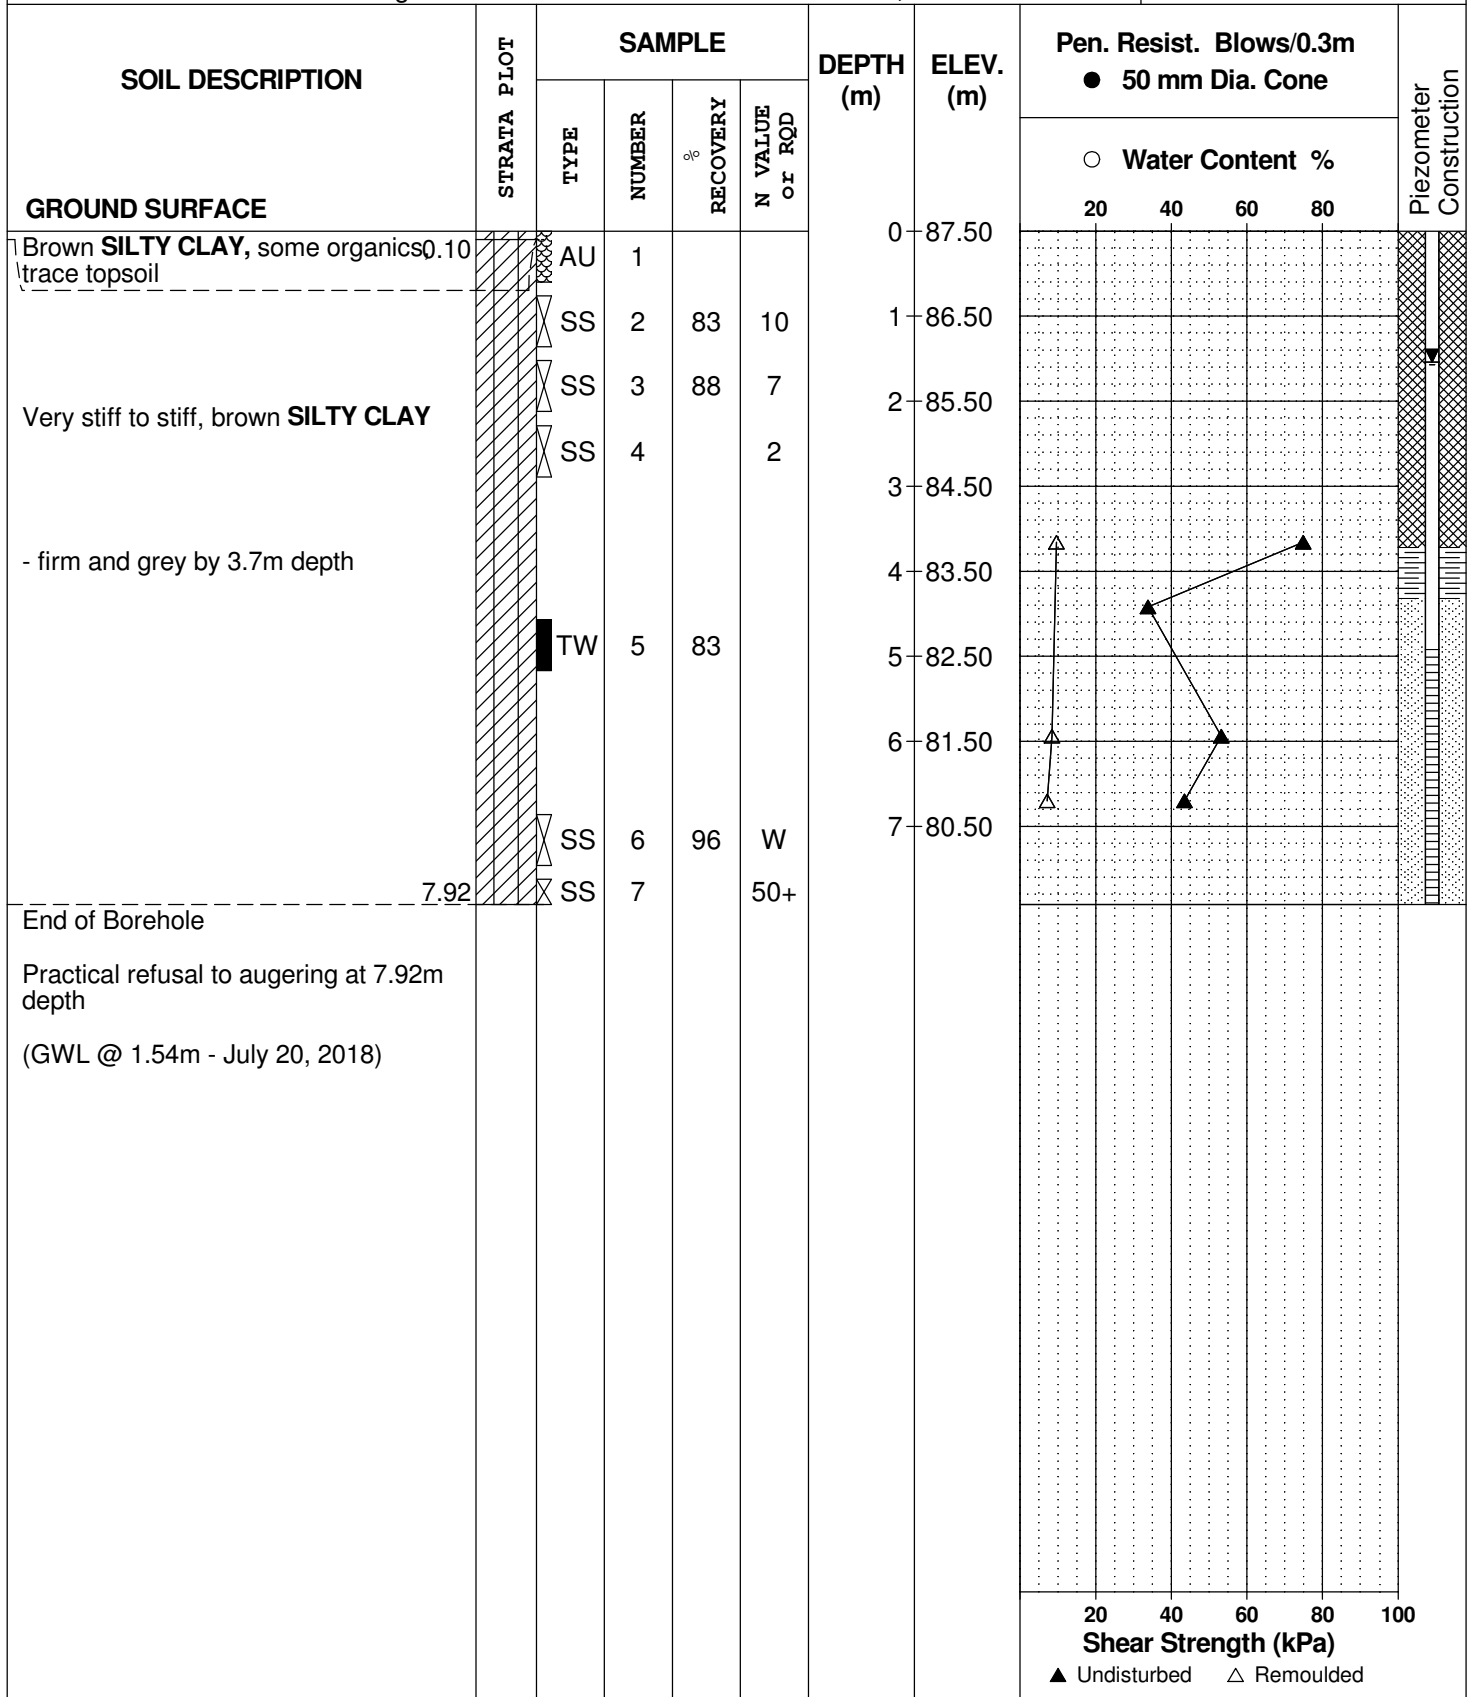 SOIL DESCRIPTION
GROUND SURFACE
STRATA PLOT
SAMPLE
TYPE
NUMBER
% RECOVERY
N VALUE or RQD
DEPTH (m)
ELEV. (m)
Pen. Resist. Blows/0.3m
● 50 mm Dia. Cone
○ Water Content %
20 40 60 80
Piezometer Construction
0 87.50
Brown SILTY CLAY, some organics, 0.10
trace topsoil
AU 1
SS 2 83 10
1 86.50
SS 3 88 7
2 85.50
Very stiff to stiff, brown SILTY CLAY
SS 4 2
3 84.50
- firm and grey by 3.7m depth
4 83.50
TW 5 83
5 82.50
6 81.50
7 80.50
SS 6 96 W
7.92 SS 7 50+
End of Borehole
Practical refusal to augering at 7.92m
depth
(GWL @ 1.54m - July 20, 2018)
20 40 60 80 100
Shear Strength (kPa)
▲ Undisturbed △ Remoulded